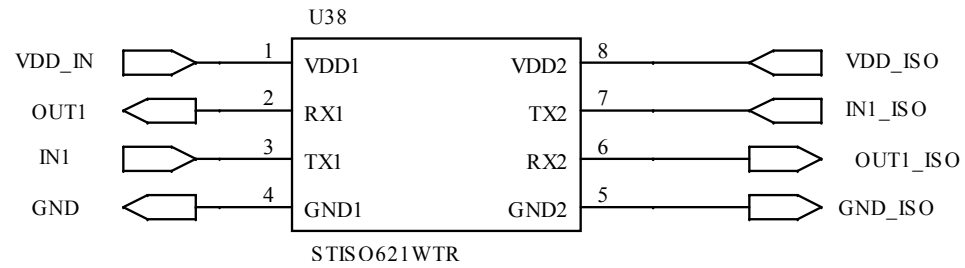 U38
VDD_IN 1 VDD1 VDD2 8 VDD_ISO
OUT1 2 RX1 TX2 7 IN1_ISO
IN1 3 TX1 RX2 6 OUT1_ISO
GND 4 GND1 GND2 5 GND_ISO
STISO621WTR